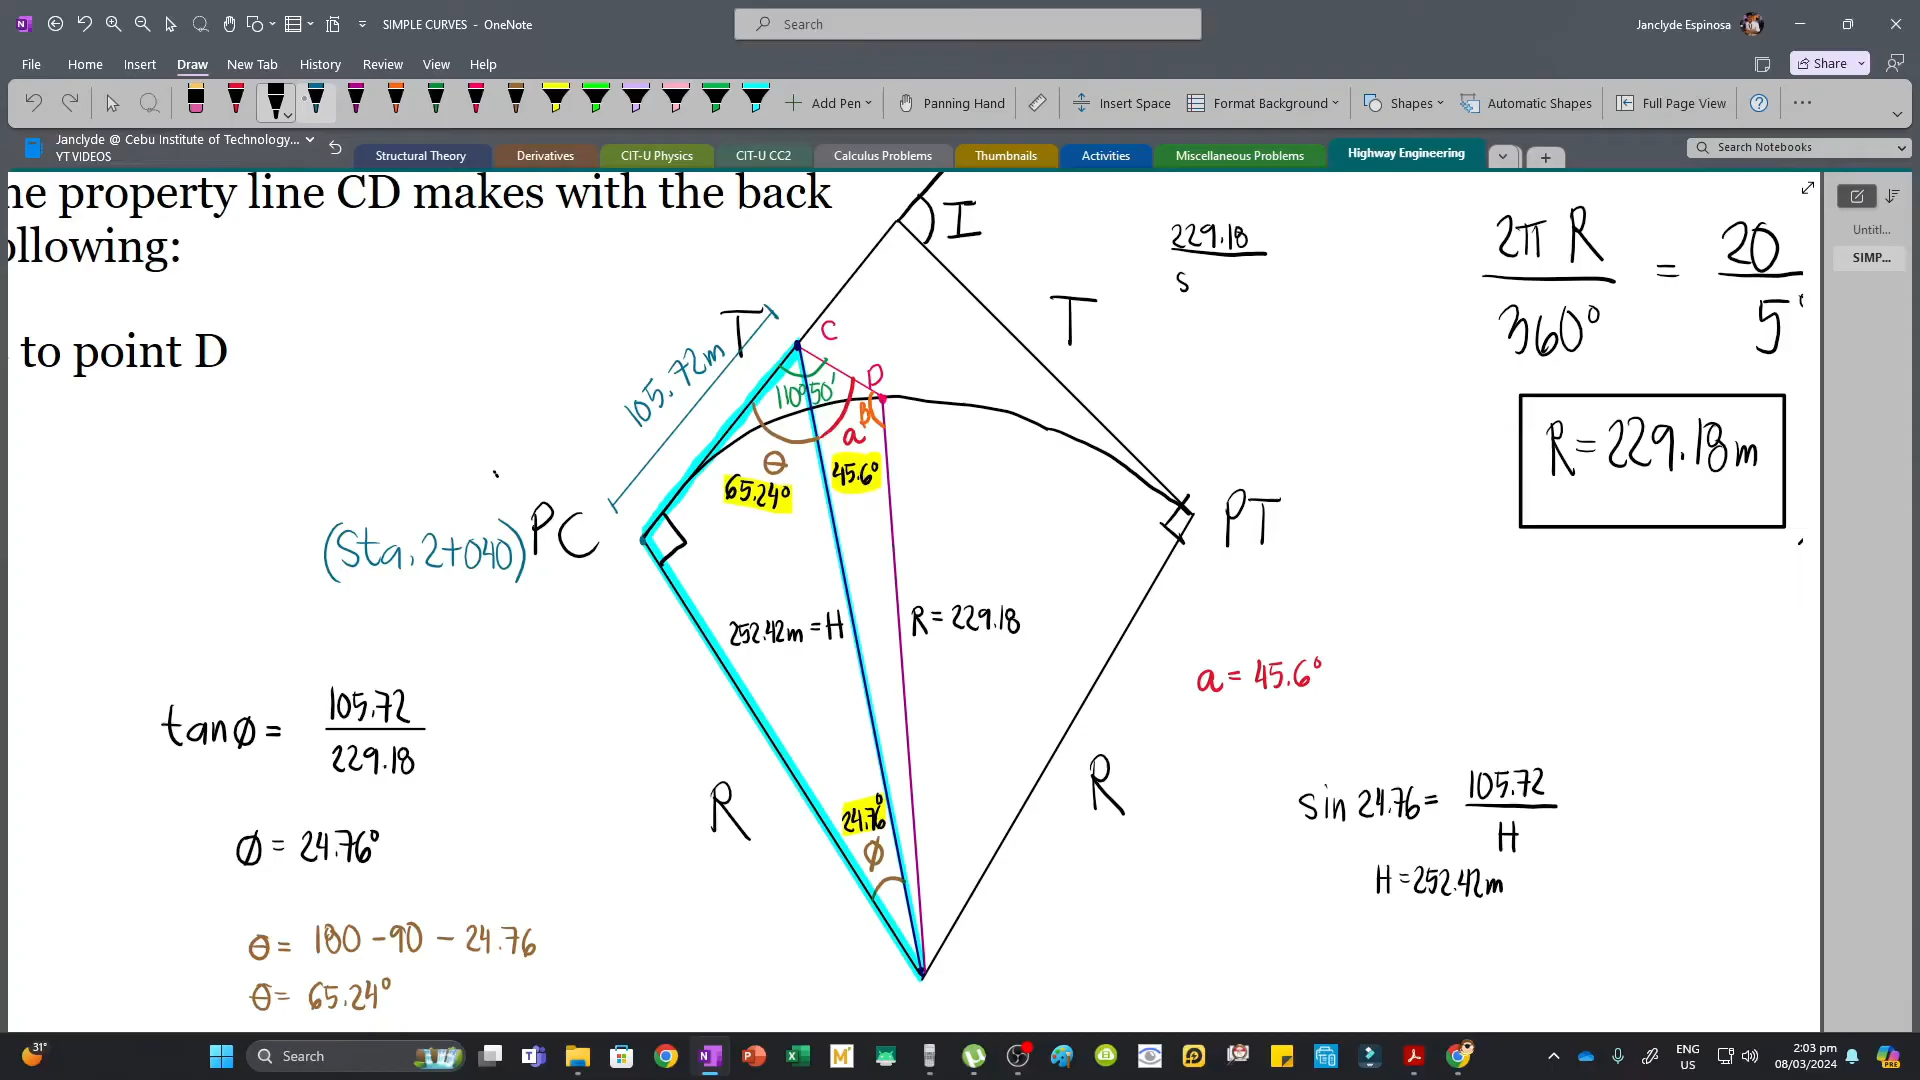 SIMPLE CURVES - OneNote
Search
Janclyde Espinosa
File Home Insert Draw New Tab History Review View Help
Share
Add Pen
Panning Hand
Insert Space
Format Background
Shapes
Automatic Shapes
Full Page View
Janclyde @ Cebu Institute of Technology...
YT VIDEOS
Structural Theory
Derivatives
CIT-U Physics
CIT-U CC2
Calculus Problems
Thumbnails
Activities
Miscellaneous Problems
Highway Engineering
Search Notebooks
Untitl...
SIMP...
ne property line CD makes with the back
ollowing:
to point D
I
229.18
s
2π R
360°
=
20
5°
T
T
105.72m
C
D
110°50'
B
a
θ
65.24°
45.6°
R = 229.18m
(Sta. 2+040)
PC
PT
252.42m = H
R = 229.18
a = 45.6°
tanø =
105.72
229.18
ø = 24.76°
R
24.76°
ø
R
sin 24.76 =
105.72
H
H = 252.42m
θ = 180 - 90 - 24.76
θ = 65.24°
31°
Search
ENG
US
2:03 pm
08/03/2024